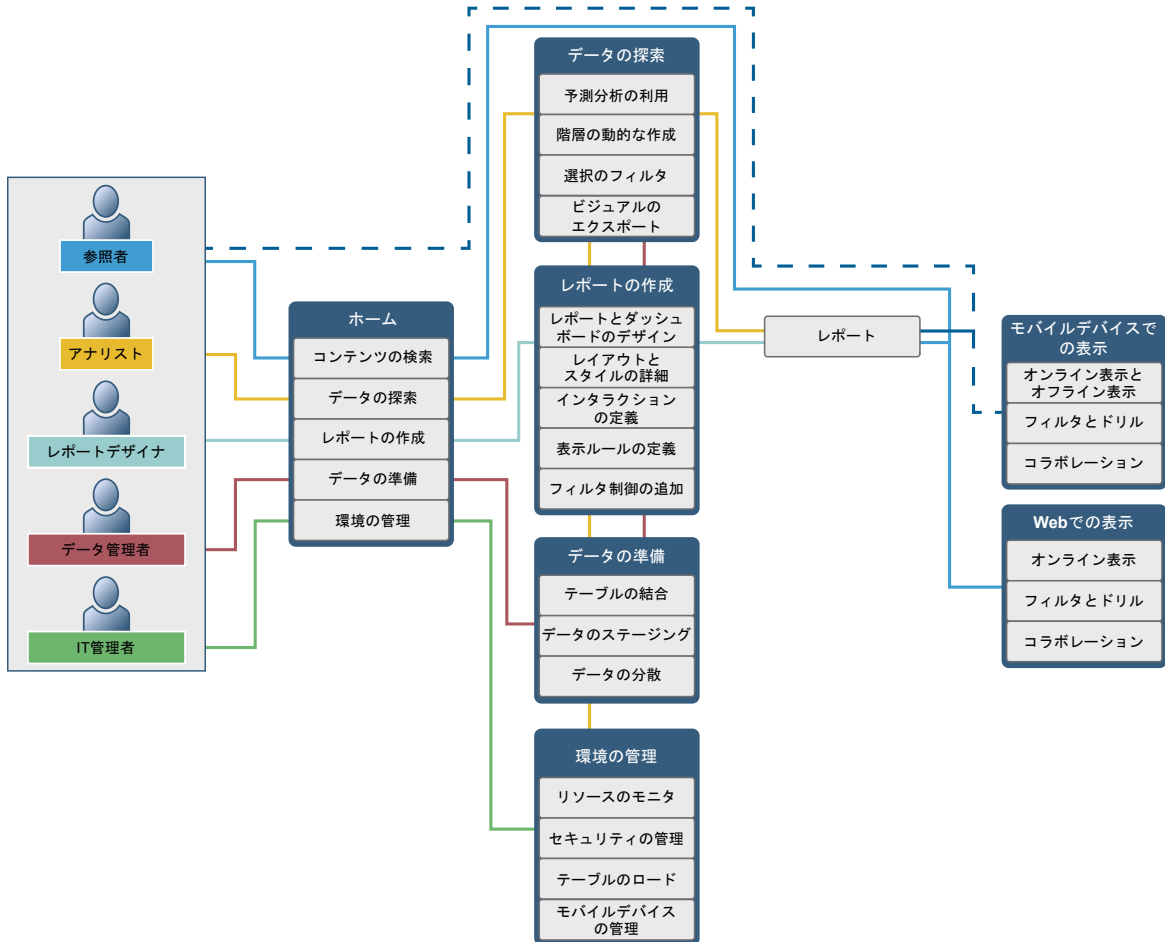 参照者
アナリスト
レポートデザイナ
データ管理者
IT管理者
ホーム
コンテンツの検索
データの探索
レポートの作成
データの準備
環境の管理
データの探索
予測分析の利用
階層の動的な作成
選択のフィルタ
ビジュアルの
エクスポート
レポートの作成
レポートとダッシュ
ボードのデザイン
レイアウトと
スタイルの詳細
インタラクション
の定義
表示ルールの定義
フィルタ制御の追加
データの準備
テーブルの結合
データのステージング
データの分散
環境の管理
リソースのモニタ
セキュリティの管理
テーブルのロード
モバイルデバイス
の管理
レポート
モバイルデバイスで
の表示
オンライン表示と
オフライン表示
フィルタとドリル
コラボレーション
Webでの表示
オンライン表示
フィルタとドリル
コラボレーション